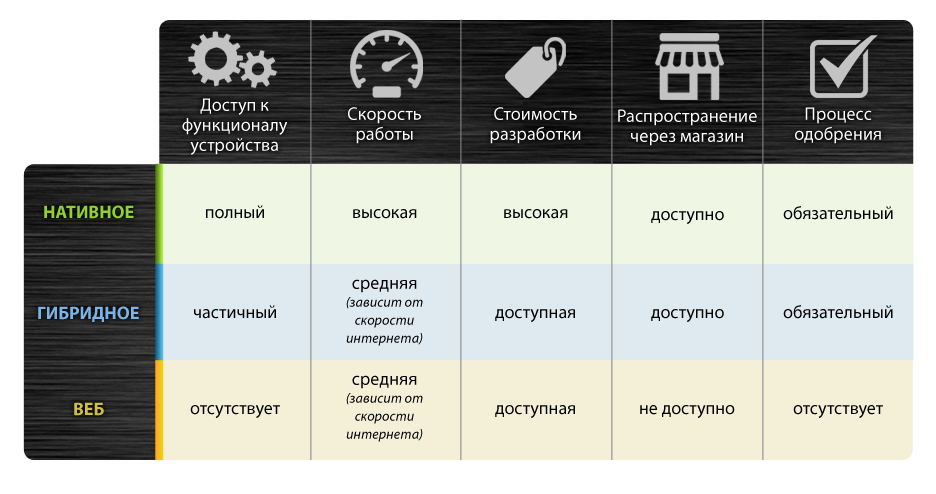 Доступ к
функционалу
устройства
Скорость
работы
Стоимость
разработки
Распространение
через магазин
Процесс
одобрения
НАТИВНОЕ
полный
высокая
высокая
доступно
обязательный
ГИБРИДНОЕ
частичный
средняя
(зависит от
скорости
интернета)
доступная
доступно
обязательный
ВЕБ
отсутствует
средняя
(зависит от
скорости
интернета)
доступная
не доступно
отсутствует